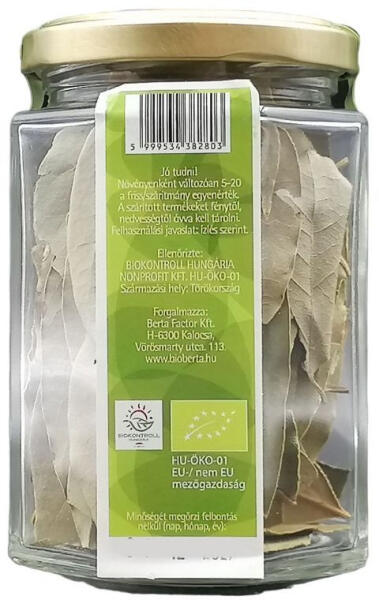 5 999534 382803
Jó tudni!
Növényenként változóan 5-20
a friss/szárítmány egyenérték.
A szárított termékeket fénytől,
nedvességtől óvva kell tárolni.
Felhasználási javaslat: ízlés szerint.
Ellenőrizte:
BIOKONTROLL HUNGÁRIA
NONPROFIT KFT. HU-ÖKO-01
Származási hely: Törökország
Forgalmazza:
Berta Factor Kft.
H-6300 Kalocsa,
Vörösmarty utca. 113.
www.bioberta.hu
BIOKONTROLL
HUNGÁRIA
HU-ÖKO-01
EU-/ nem EU
mezőgazdaság
Minőségét megőrzi felbontás
nélkül (nap, hónap, év):